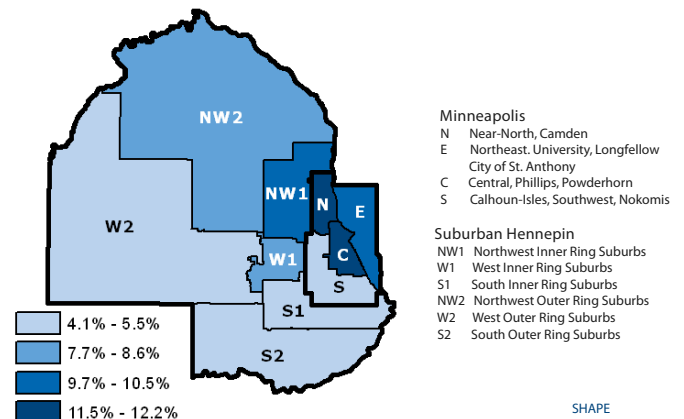 NW2
NW1
N
E
W2
W1
C
S
S1
S2
4.1% - 5.5%
7.7% - 8.6%
9.7% - 10.5%
11.5% - 12.2%
Minneapolis
N Near-North, Camden
E Northeast. University, Longfellow
City of St. Anthony
C Central, Phillips, Powderhorn
S Calhoun-Isles, Southwest, Nokomis
Suburban Hennepin
NW1 Northwest Inner Ring Suburbs
W1 West Inner Ring Suburbs
S1 South Inner Ring Suburbs
NW2 Northwest Outer Ring Suburbs
W2 West Outer Ring Suburbs
S2 South Outer Ring Suburbs
SHAPE